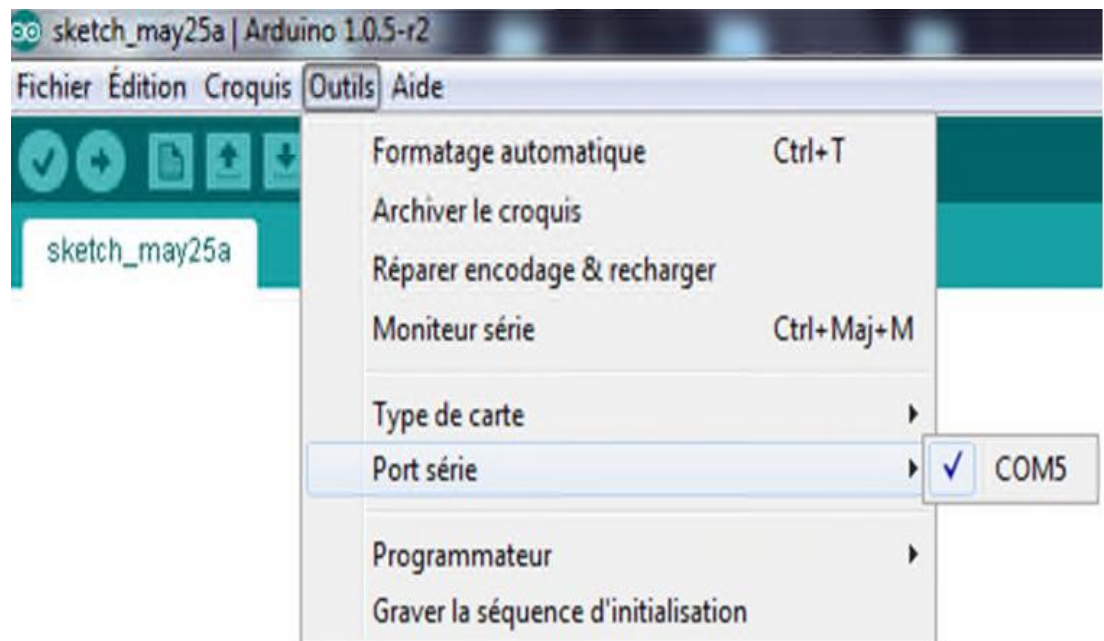 sketch_may25a | Arduino 1.0.5-r2
Fichier Édition Croquis Outils Aide
Formatage automatique Ctrl+T
Archiver le croquis
sketch_may25a
Réparer encodage & recharger
Moniteur série Ctrl+Maj+M
Type de carte
Port série
COM5
Programmateur
Graver la séquence d'initialisation